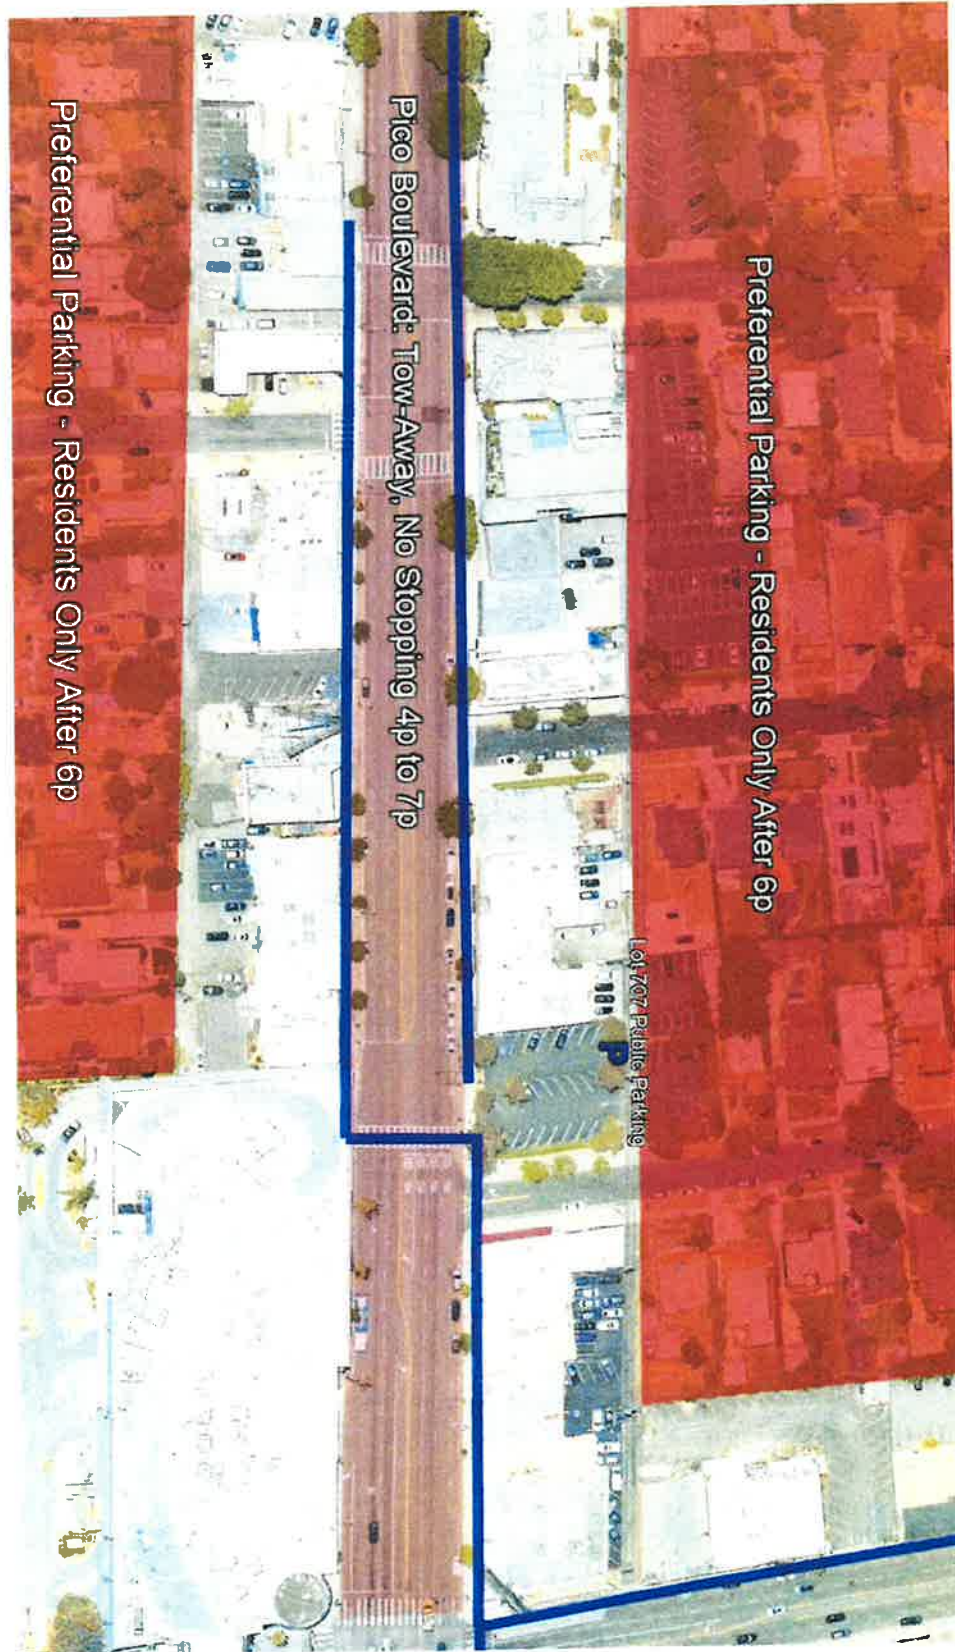 Preferential Parking - Residents Only After 6p
Lot 707 Public Parking
P
Pico Boulevard: Tow-Away, No Stopping 4p to 7p
Preferential Parking - Residents Only After 6p